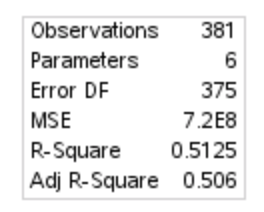 Observations 381
Parameters 6
Error DF 375
MSE 7.2E8
R-Square 0.5125
Adj R-Square 0.506